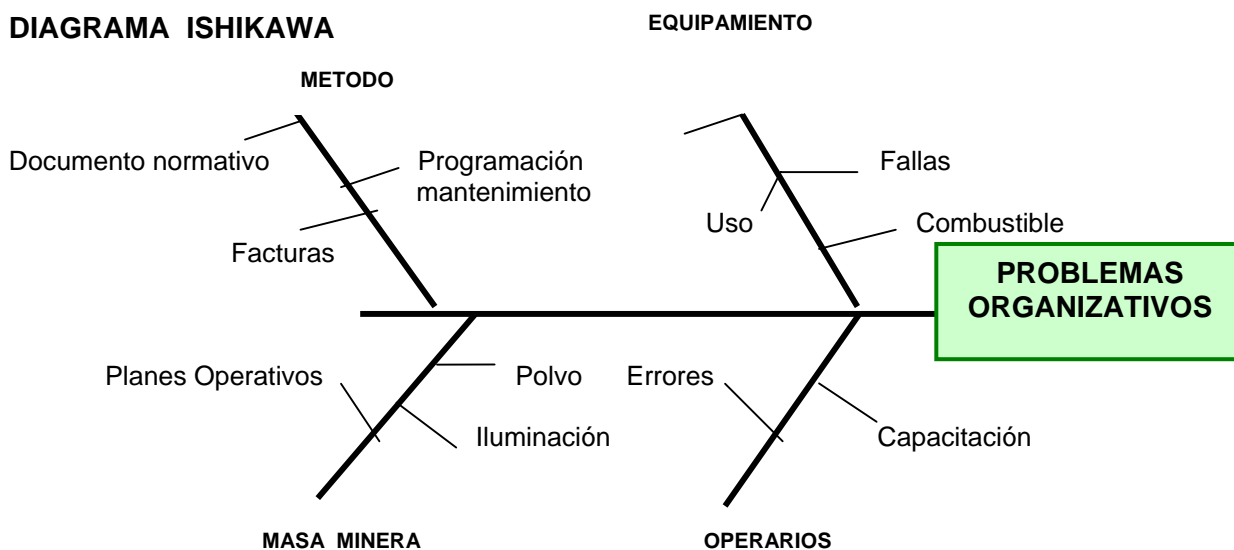 DIAGRAMA ISHIKAWA
EQUIPAMIENTO
METODO
Documento normativo
Programación
mantenimiento
Facturas
Fallas
Uso
Combustible
PROBLEMAS
ORGANIZATIVOS
Planes Operativos
Polvo
Iluminación
Errores
Capacitación
MASA MINERA
OPERARIOS